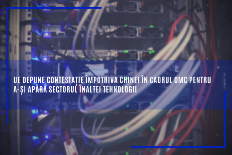 UE DEPUNE CONTESTAȚIE ÎMPOTRIVA CHINEI ÎN CADRUL OMC PENTRU
A-ȘI APĂRA SECTORUL ÎNALTEI TEHNOLOGII